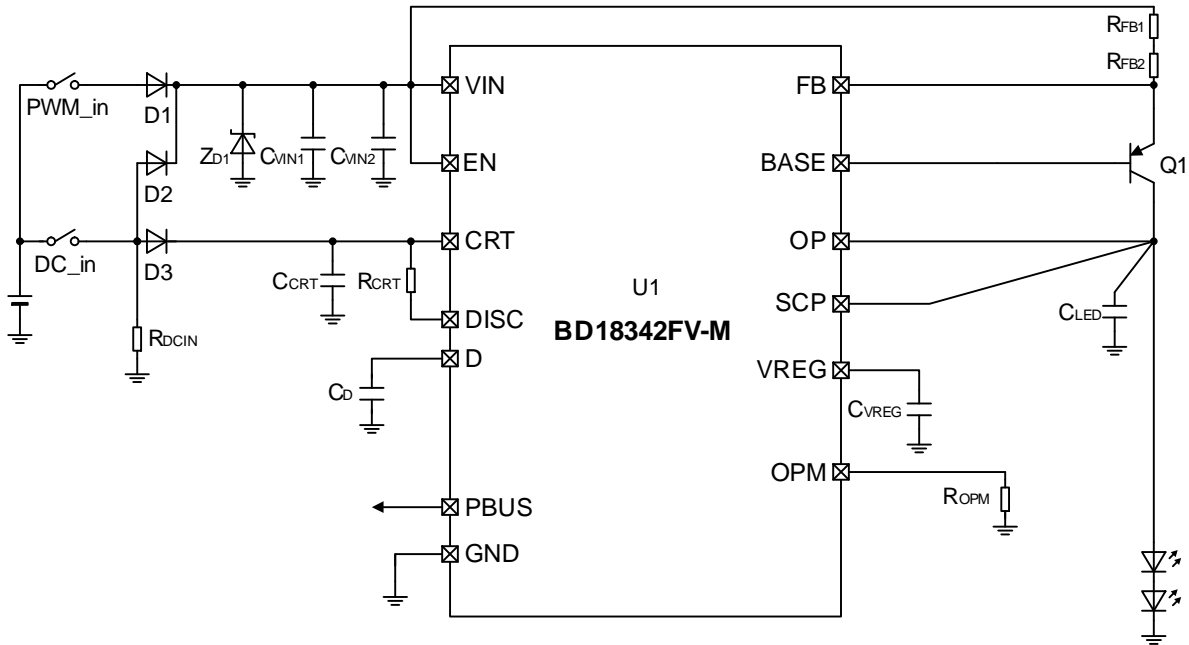 RFB1
RFB2
VIN
FB
PWM_in
D1
ZD1
CVIN1
CVIN2
D2
EN
BASE
Q1
CRT
OP
DC_in
D3
CCRT
RCRT
U1
SCP
BD18342FV-M
CLED
RDCIN
DISC
D
VREG
CD
CVREG
OPM
ROPM
PBUS
GND